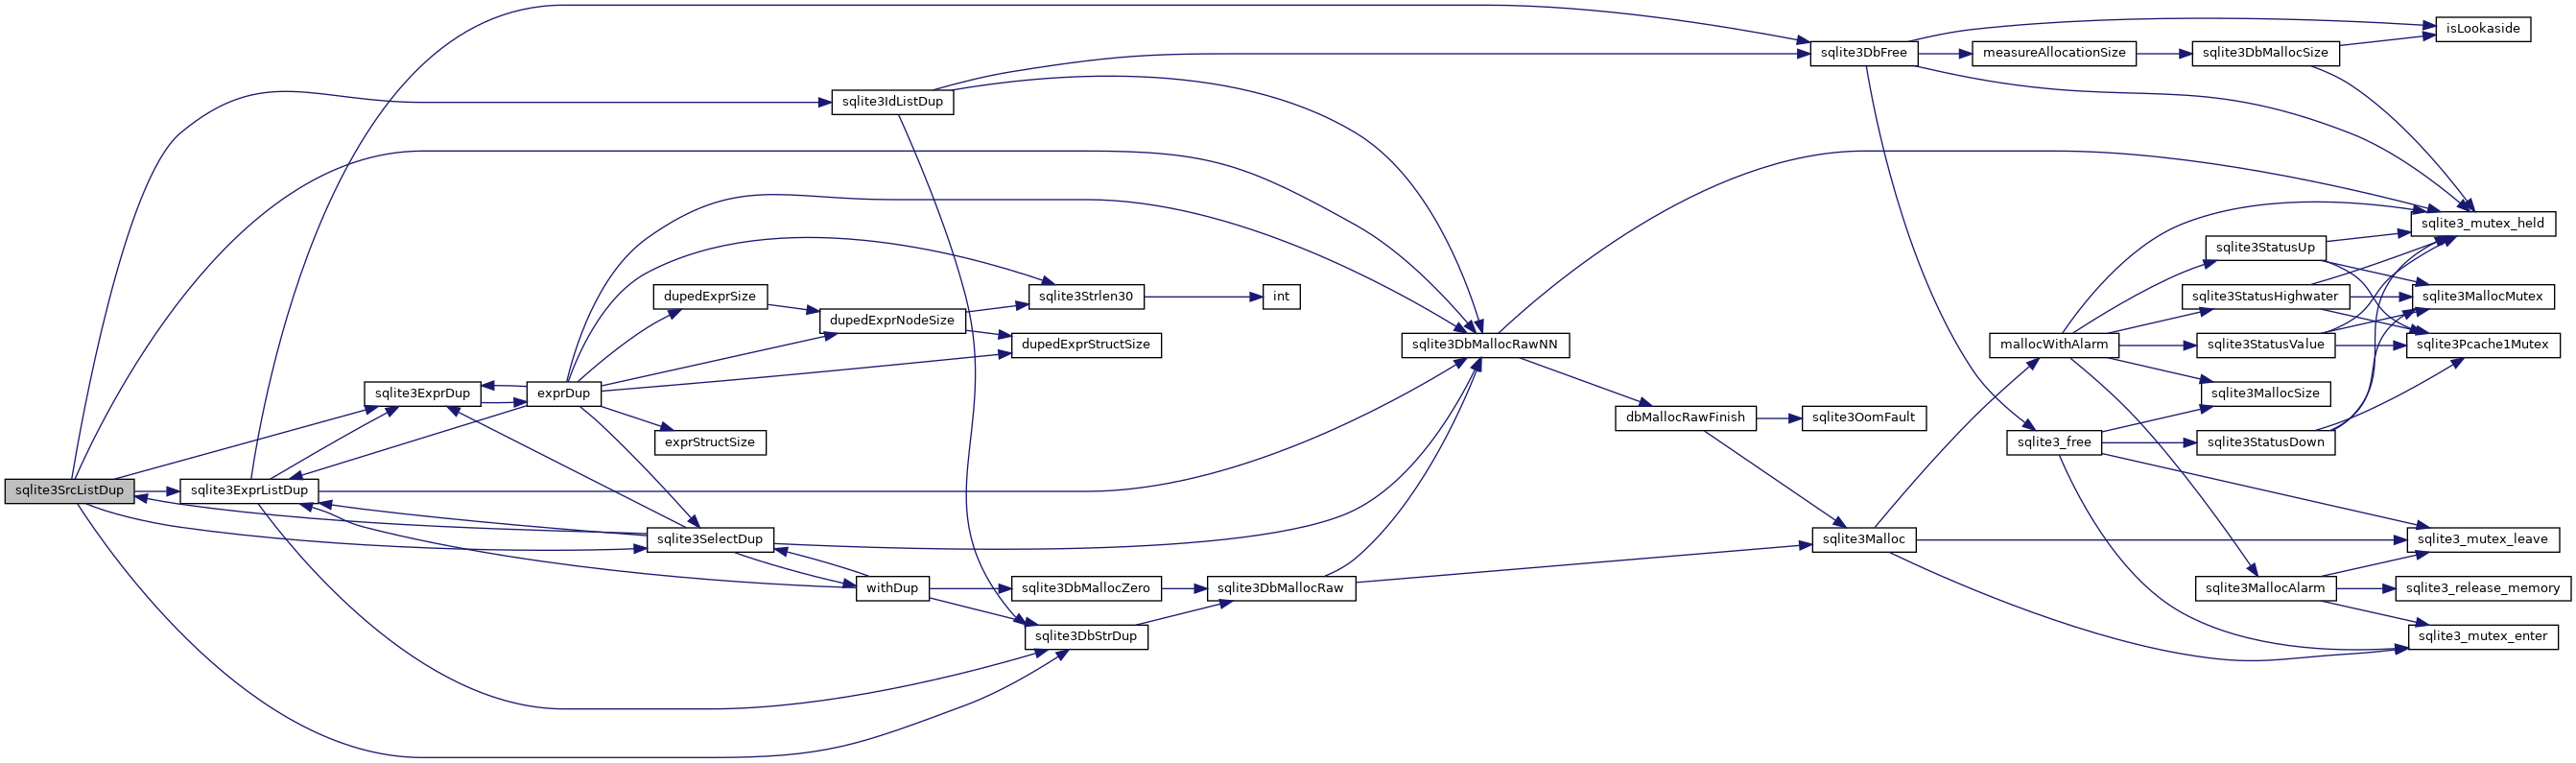 sqlite3SrcListDup
sqlite3ExprListDup
sqlite3ExprDup
exprDup
dupedExprSize
exprStructSize
sqlite3SelectDup
sqlite3IdListDup
dupedExprNodeSize
withDup
sqlite3Strlen30
dupedExprStructSize
sqlite3DbMallocZero
sqlite3DbStrDup
int
sqlite3DbMallocRaw
sqlite3DbMallocRawNN
dbMallocRawFinish
sqlite3DbFree
sqlite3OomFault
sqlite3Malloc
measureAllocationSize
mallocWithAlarm
sqlite3_free
sqlite3DbMallocSize
sqlite3StatusUp
sqlite3StatusHighwater
sqlite3StatusValue
sqlite3MallocSize
sqlite3StatusDown
sqlite3MallocAlarm
isLookaside
sqlite3_mutex_held
sqlite3MallocMutex
sqlite3Pcache1Mutex
sqlite3_mutex_leave
sqlite3_release_memory
sqlite3_mutex_enter